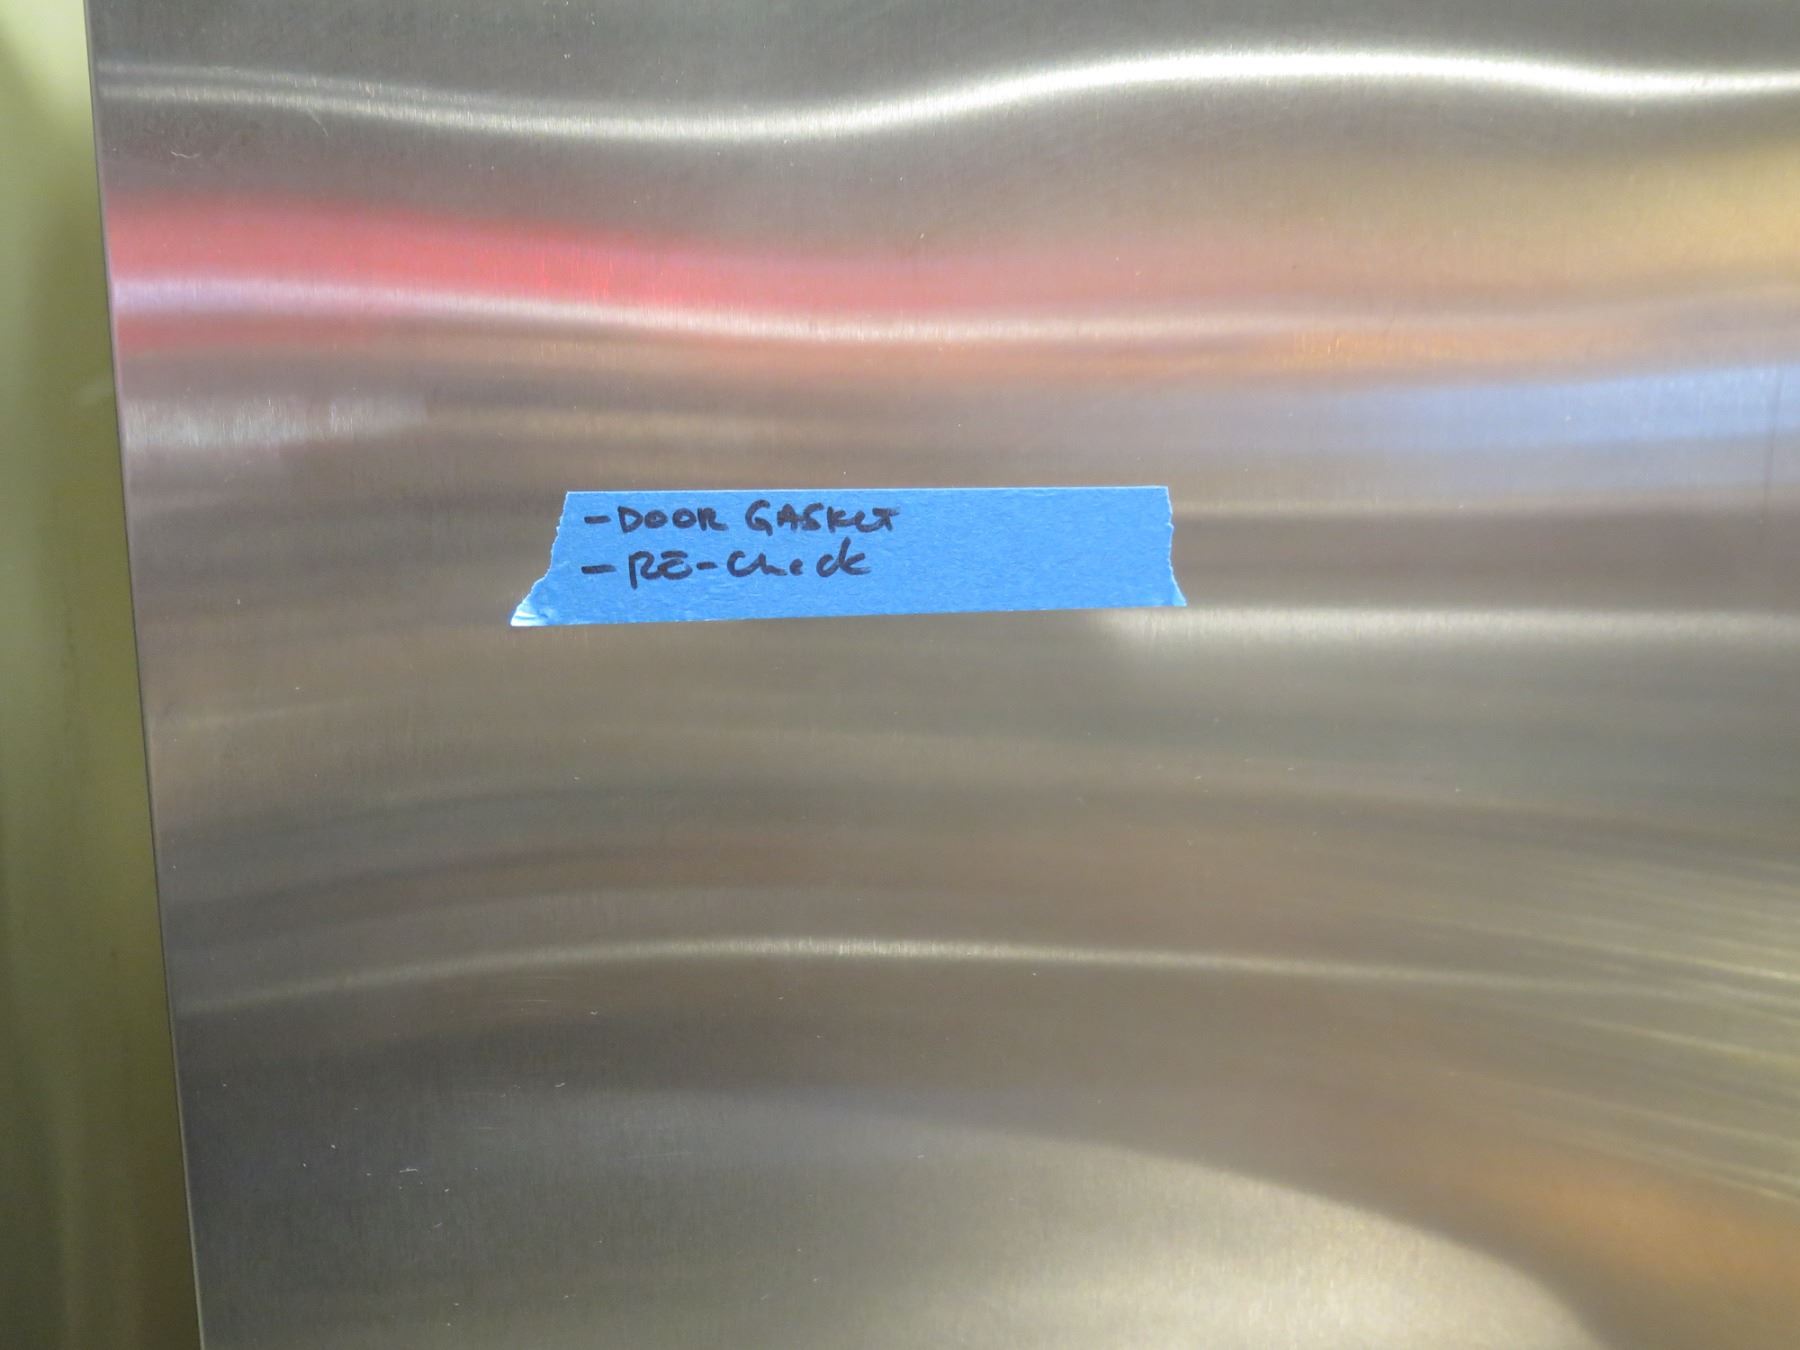 - DOOR GASKET
- RE-Check